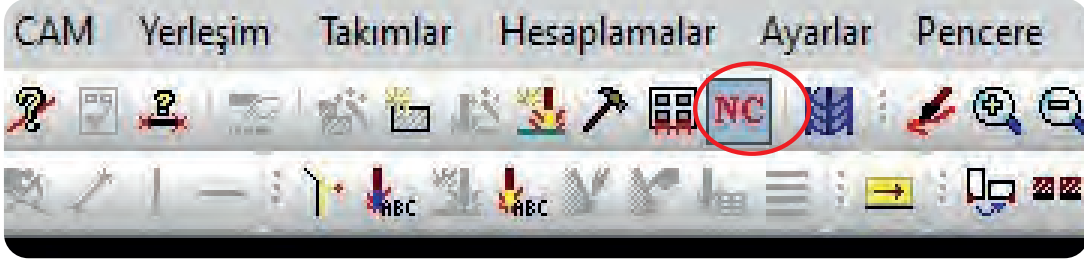 CAM Yerleşim Takımlar Hesaplamalar Ayarlar Pencere
NC
ABC ABC